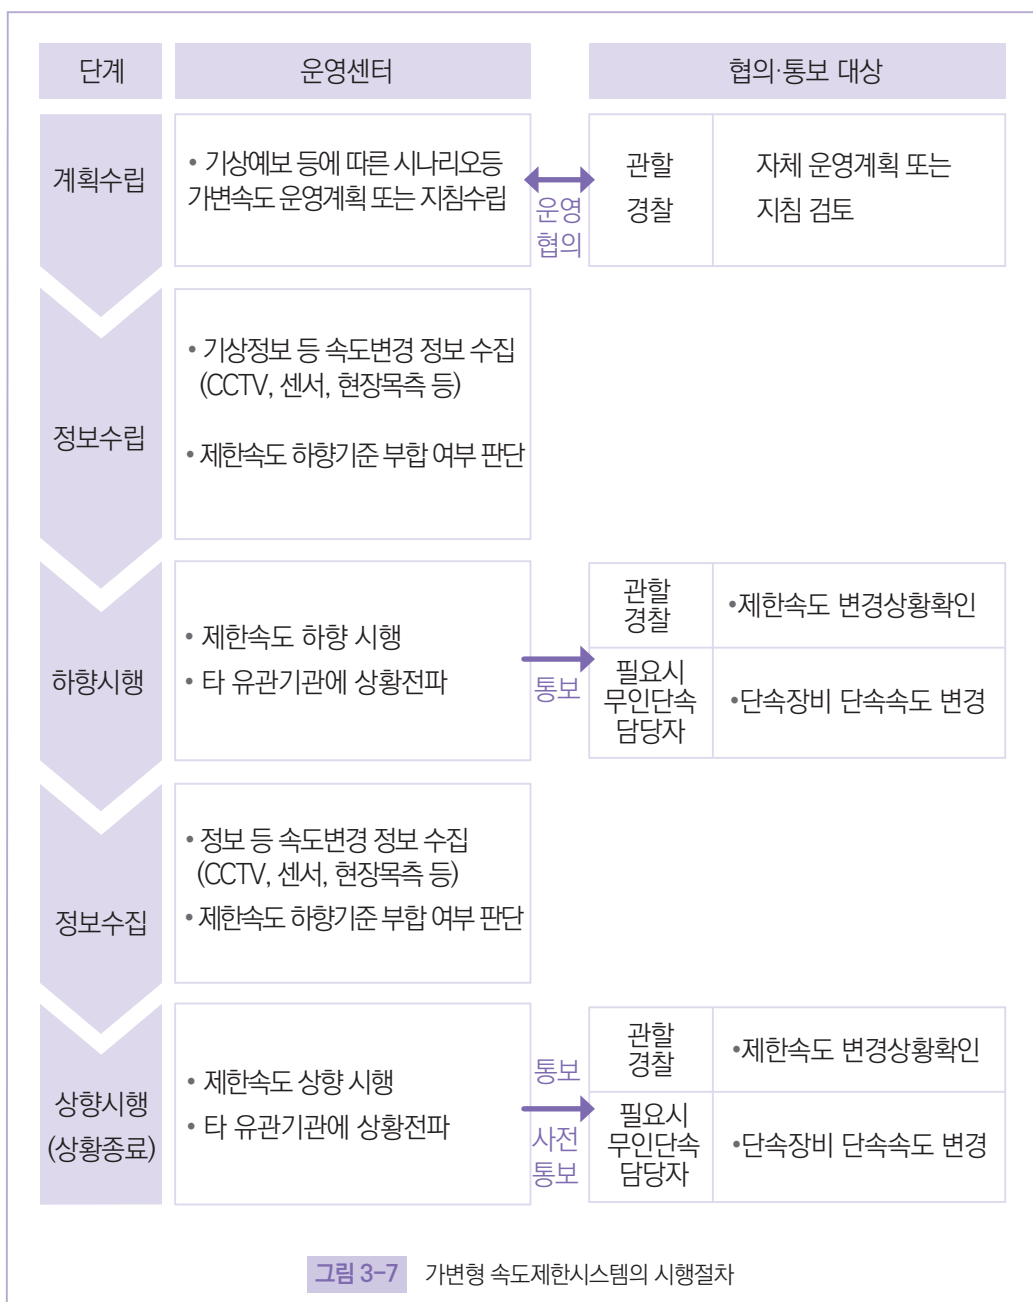 단계
운영센터
협의·통보 대상
계획수립
• 기상예보 등에 따른 시나리오등
가변속도 운영계획 또는 지침수립
운영
협의
관할
경찰
자체 운영계획 또는
지침 검토
정보수립
• 기상정보 등 속도변경 정보 수집
(CCTV, 센서, 현장목측 등)
• 제한속도 하향기준 부합 여부 판단
하향시행
• 제한속도 하향 시행
• 타 유관기관에 상황전파
통보
관할
경찰
•제한속도 변경상황확인
필요시
무인단속
담당자
•단속장비 단속속도 변경
정보수집
• 정보 등 속도변경 정보 수집
(CCTV, 센서, 현장목측 등)
• 제한속도 하향기준 부합 여부 판단
상향시행
(상황종료)
• 제한속도 상향 시행
• 타 유관기관에 상황전파
통보
사전
통보
관할
경찰
•제한속도 변경상황확인
필요시
무인단속
담당자
•단속장비 단속속도 변경
그림 3-7 가변형 속도제한시스템의 시행절차